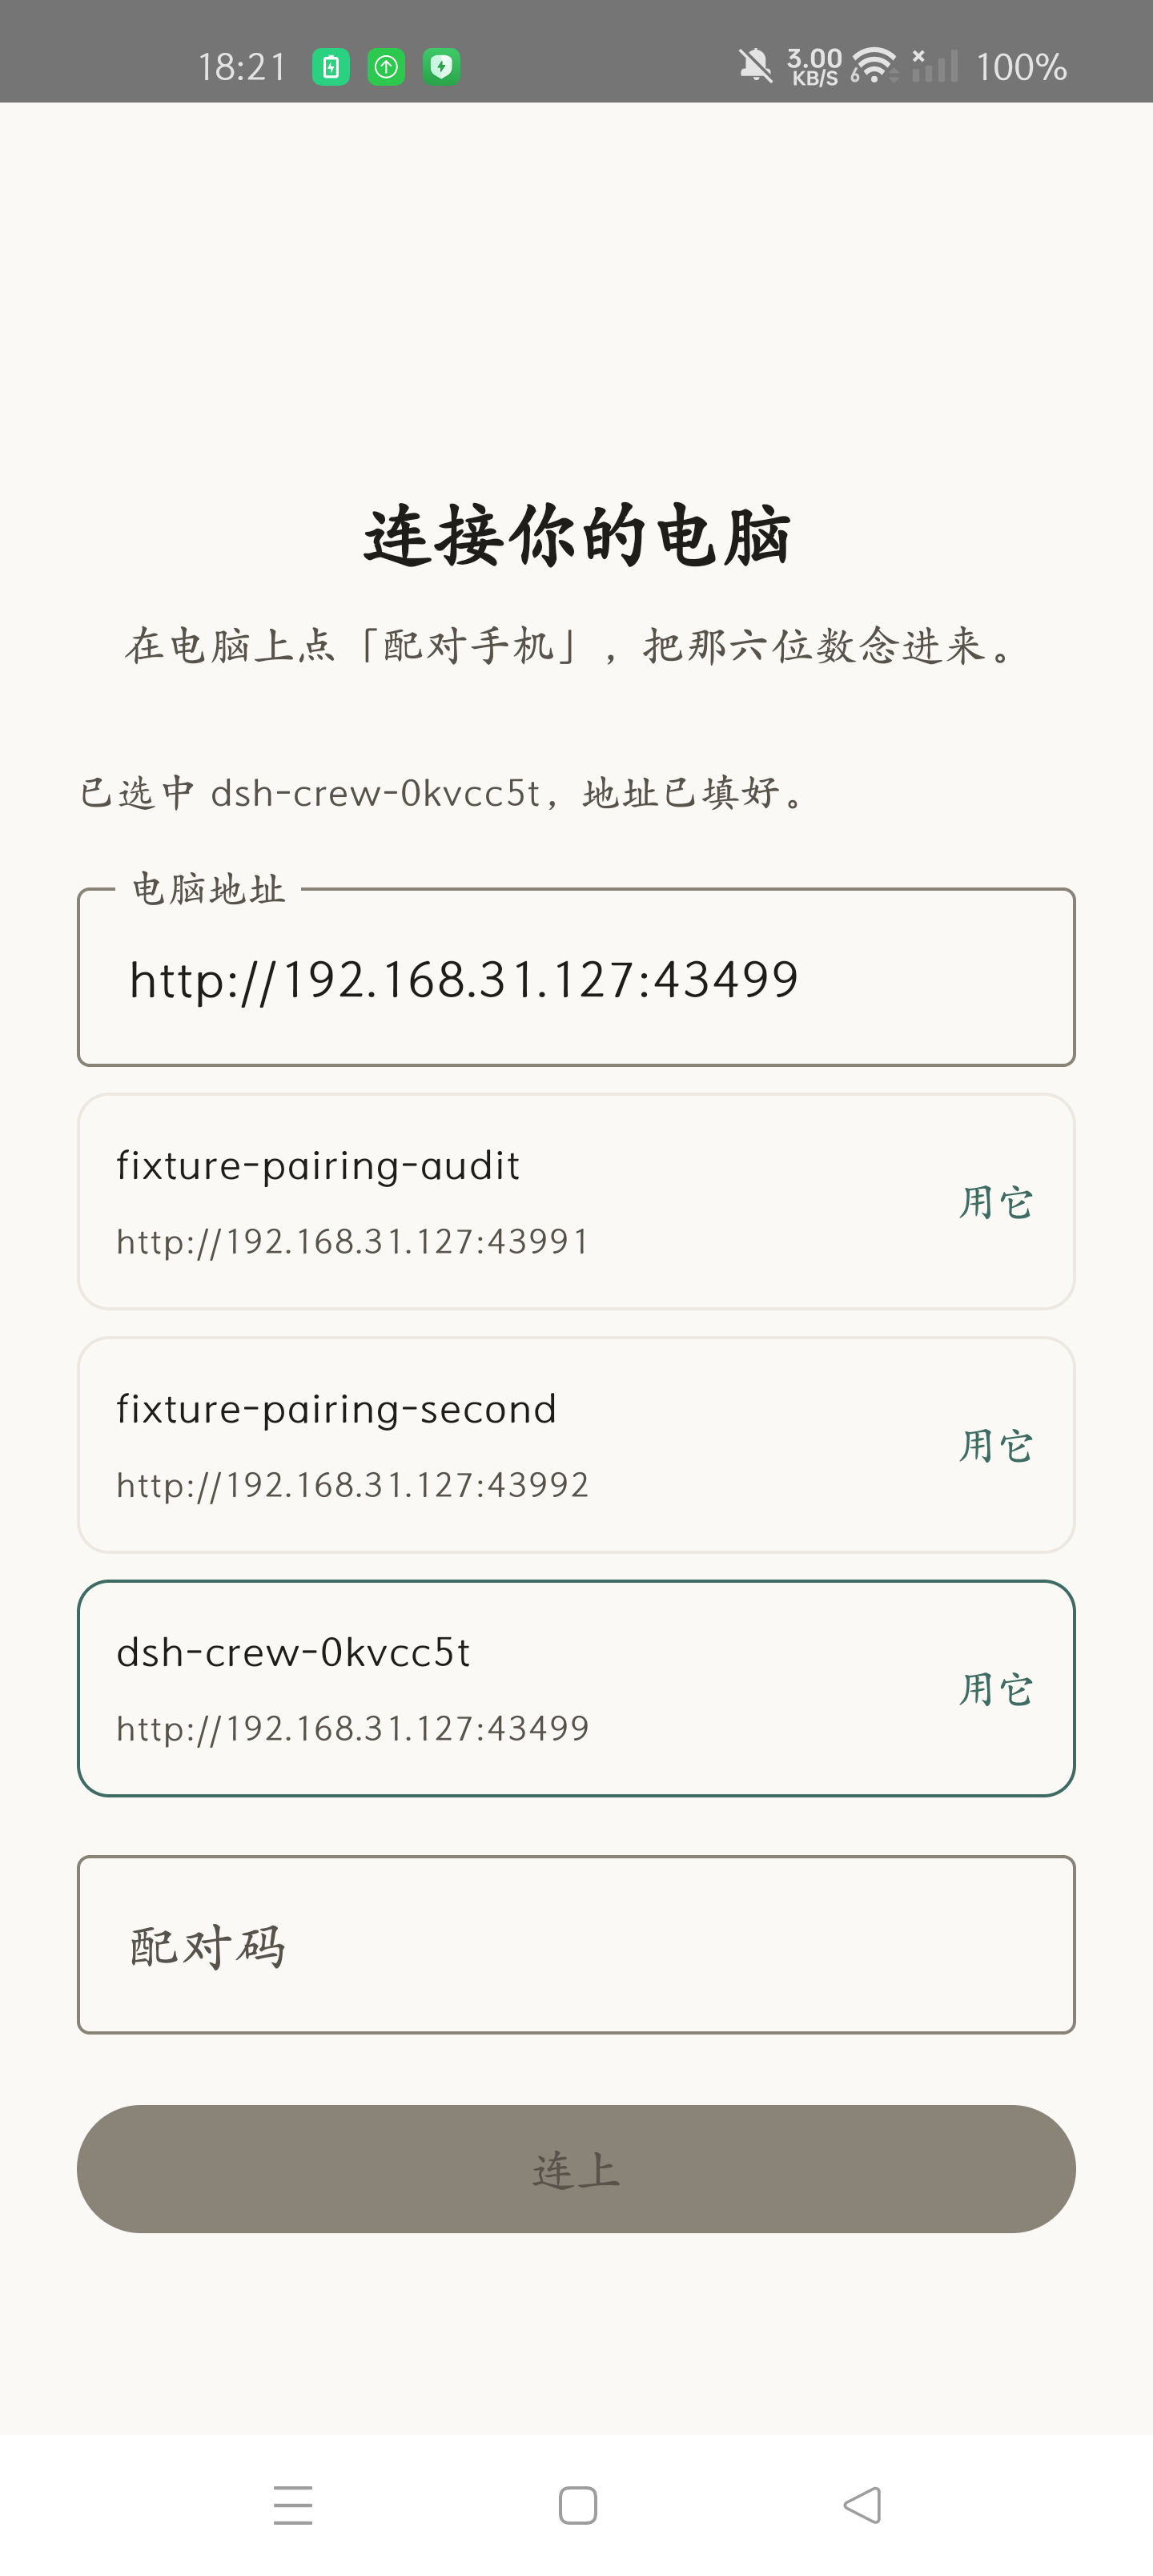 18:21
3.00 KB/S
6
100%
连接你的电脑
在电脑上点「配对手机」，把那六位数念进来。
已选中 dsh-crew-0kvcc5t，地址已填好。
电脑地址
http://192.168.31.127:43499
fixture-pairing-audit
用它
http://192.168.31.127:43991
fixture-pairing-second
用它
http://192.168.31.127:43992
dsh-crew-0kvcc5t
用它
http://192.168.31.127:43499
配对码
连上